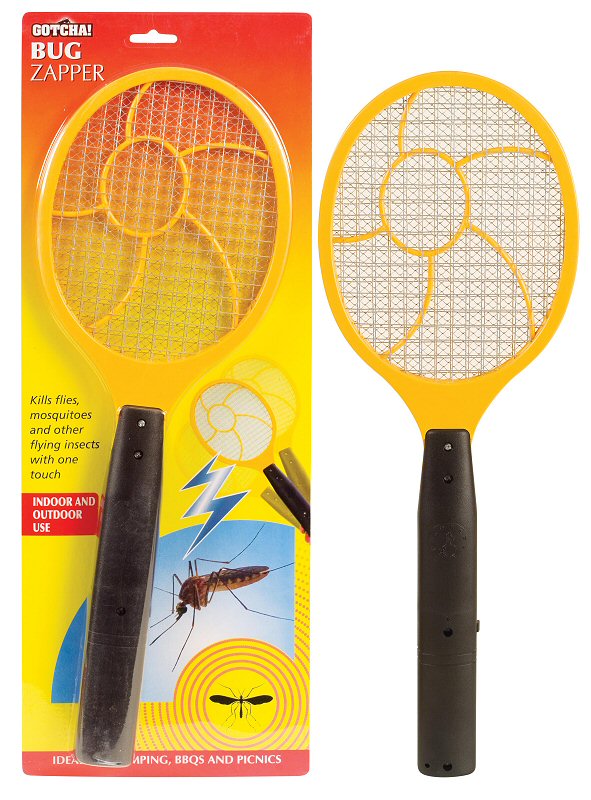 GOTCHA!
BUG
ZAPPER
Kills flies,
mosquitoes
and other
flying insects
with one
touch
INDOOR AND
OUTDOOR
USE
MPING, BBQS AND PICNICS